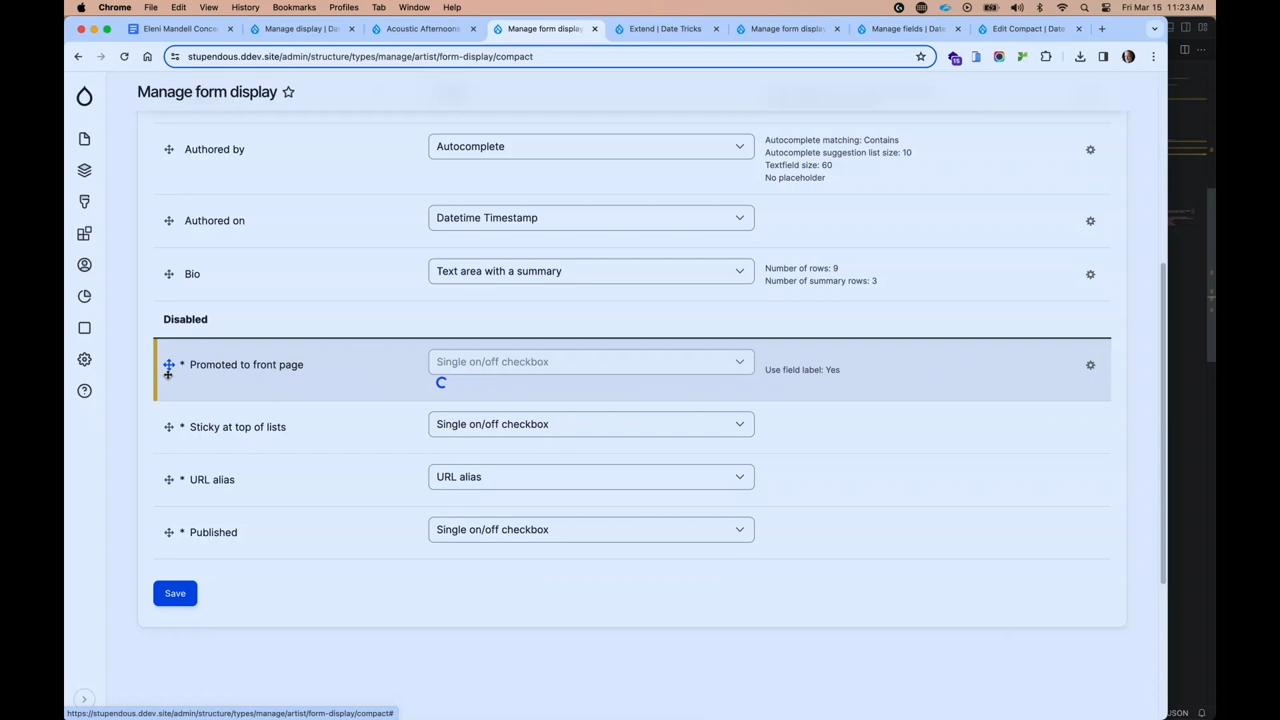 Chrome File Edit View History Bookmarks Profiles Tab Window Help Fri Mar 15 11:23 AM
Eleni Mandell Conce
Manage display | Da
Acoustic Afternoons
Manage form display
Extend | Date Tricks
Manage form display
Manage fields | Date
Edit Compact | Date
stupendous.ddev.site/admin/structure/types/manage/artist/form-display/compact
15
Manage form display
Authored by
Autocomplete
Autocomplete matching: Contains
Autocomplete suggestion list size: 10
Textfield size: 60
No placeholder
Authored on
Datetime Timestamp
Bio
Text area with a summary
Number of rows: 9
Number of summary rows: 3
Disabled
* Promoted to front page
Single on/off checkbox
Use field label: Yes
* Sticky at top of lists
Single on/off checkbox
* URL alias
URL alias
* Published
Single on/off checkbox
Save
https://stupendous.ddev.site/admin/structure/types/manage/artist/form-display/compact#
JSON